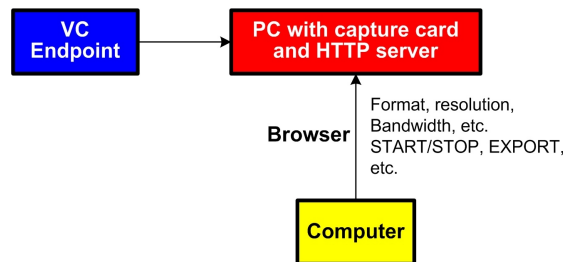 VC
Endpoint
PC with capture card
and HTTP server
Browser
Format, resolution,
Bandwidth, etc.
START/STOP, EXPORT,
etc.
Computer